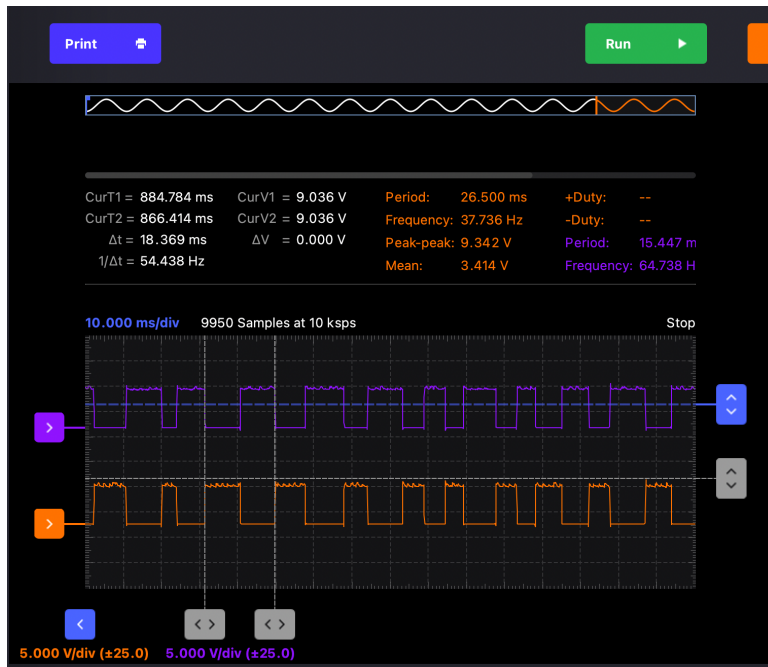 Print
Run
CurT1 = 884.784 ms CurV1 = 9.036 V Period: 26.500 ms +Duty: --
CurT2 = 866.414 ms CurV2 = 9.036 V Frequency: 37.736 Hz -Duty: --
Δt = 18.369 ms ΔV = 0.000 V Peak-peak: 9.342 V Period: 15.447 m
1/Δt = 54.438 Hz Mean: 3.414 V Frequency: 64.738 H
10.000 ms/div 9950 Samples at 10 ksps Stop
5.000 V/div (±25.0) 5.000 V/div (±25.0)